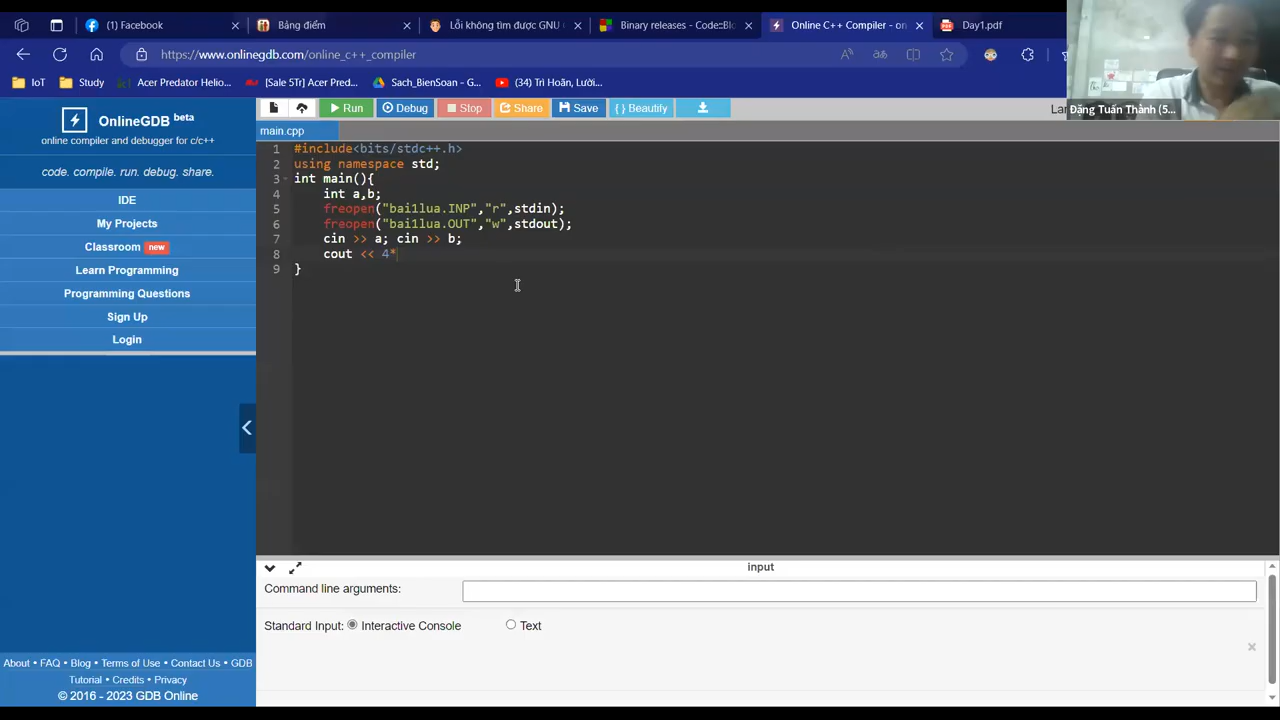 (1) Facebook
Bảng điểm
Lỗi không tìm được GNU
Binary releases - Code::Blo
Online C++ Compiler - on
Day1.pdf
https://www.onlinegdb.com/online_c++_compiler
IoT
Study
Acer Predator Helio...
[Sale 5Tr] Acer Pred...
Sach_BienSoan - G...
(34) Trì Hoãn, Lười...
Đặng Tuấn Thành (5...
OnlineGDB beta
online compiler and debugger for c/c++
code. compile. run. debug. share.
IDE
My Projects
Classroom new
Learn Programming
Programming Questions
Sign Up
Login
About • FAQ • Blog • Terms of Use • Contact Us • GDB
Tutorial • Credits • Privacy
© 2016 - 2023 GDB Online
Run
Debug
Stop
Share
Save
{ } Beautify
Lan
main.cpp
1 #include<bits/stdc++.h>
2 using namespace std;
3 int main(){
4 int a,b;
5 freopen("bai1lua.INP","r",stdin);
6 freopen("bai1lua.OUT","w",stdout);
7 cin >> a; cin >> b;
8 cout << 4*
9 }
input
Command line arguments:
Standard Input: Interactive Console Text